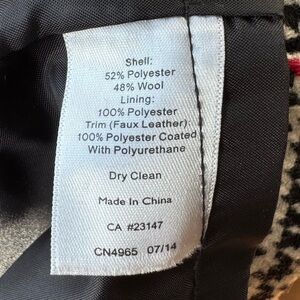 Shell:
52% Polyester
48% Wool
Lining:
100% Polyester
Trim (Faux Leather):
100% Polyester Coated
With Polyurethane
Dry Clean
Made In China
CA #23147
CN4965 07/14